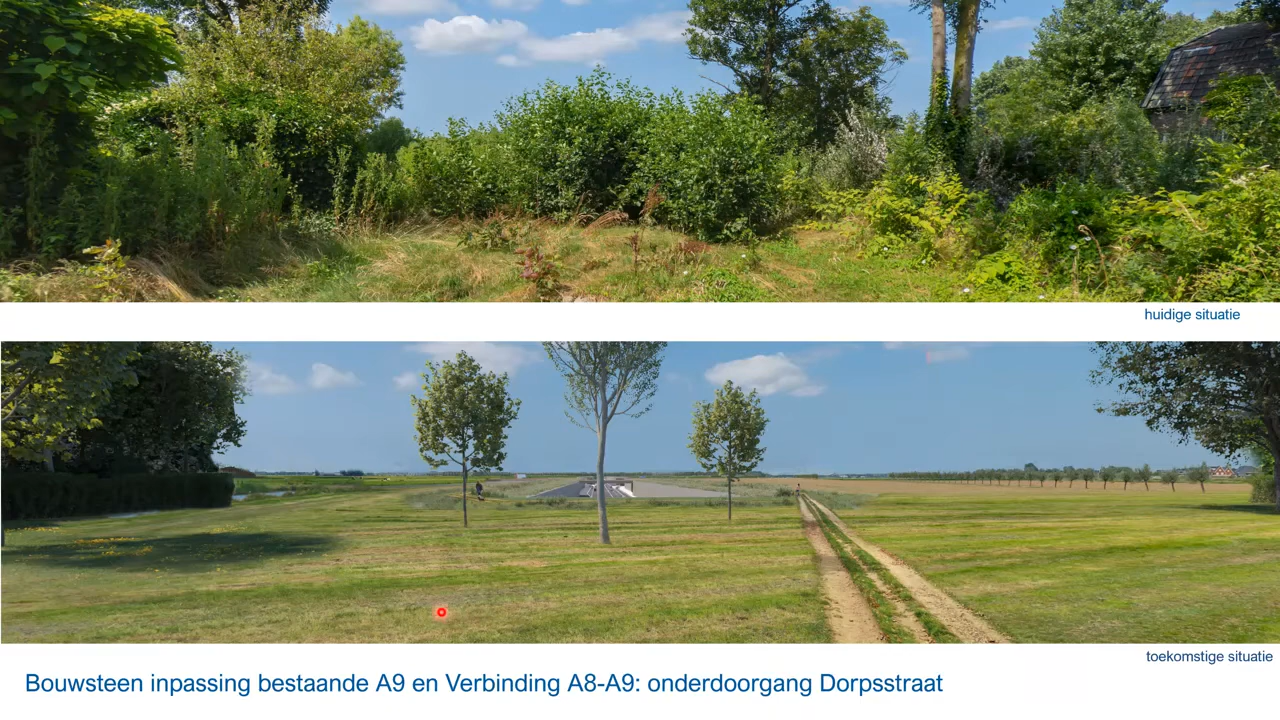 huidige situatie
toekomstige situatie
Bouwsteen inpassing bestaande A9 en Verbinding A8-A9: onderdoorgang Dorpsstraat